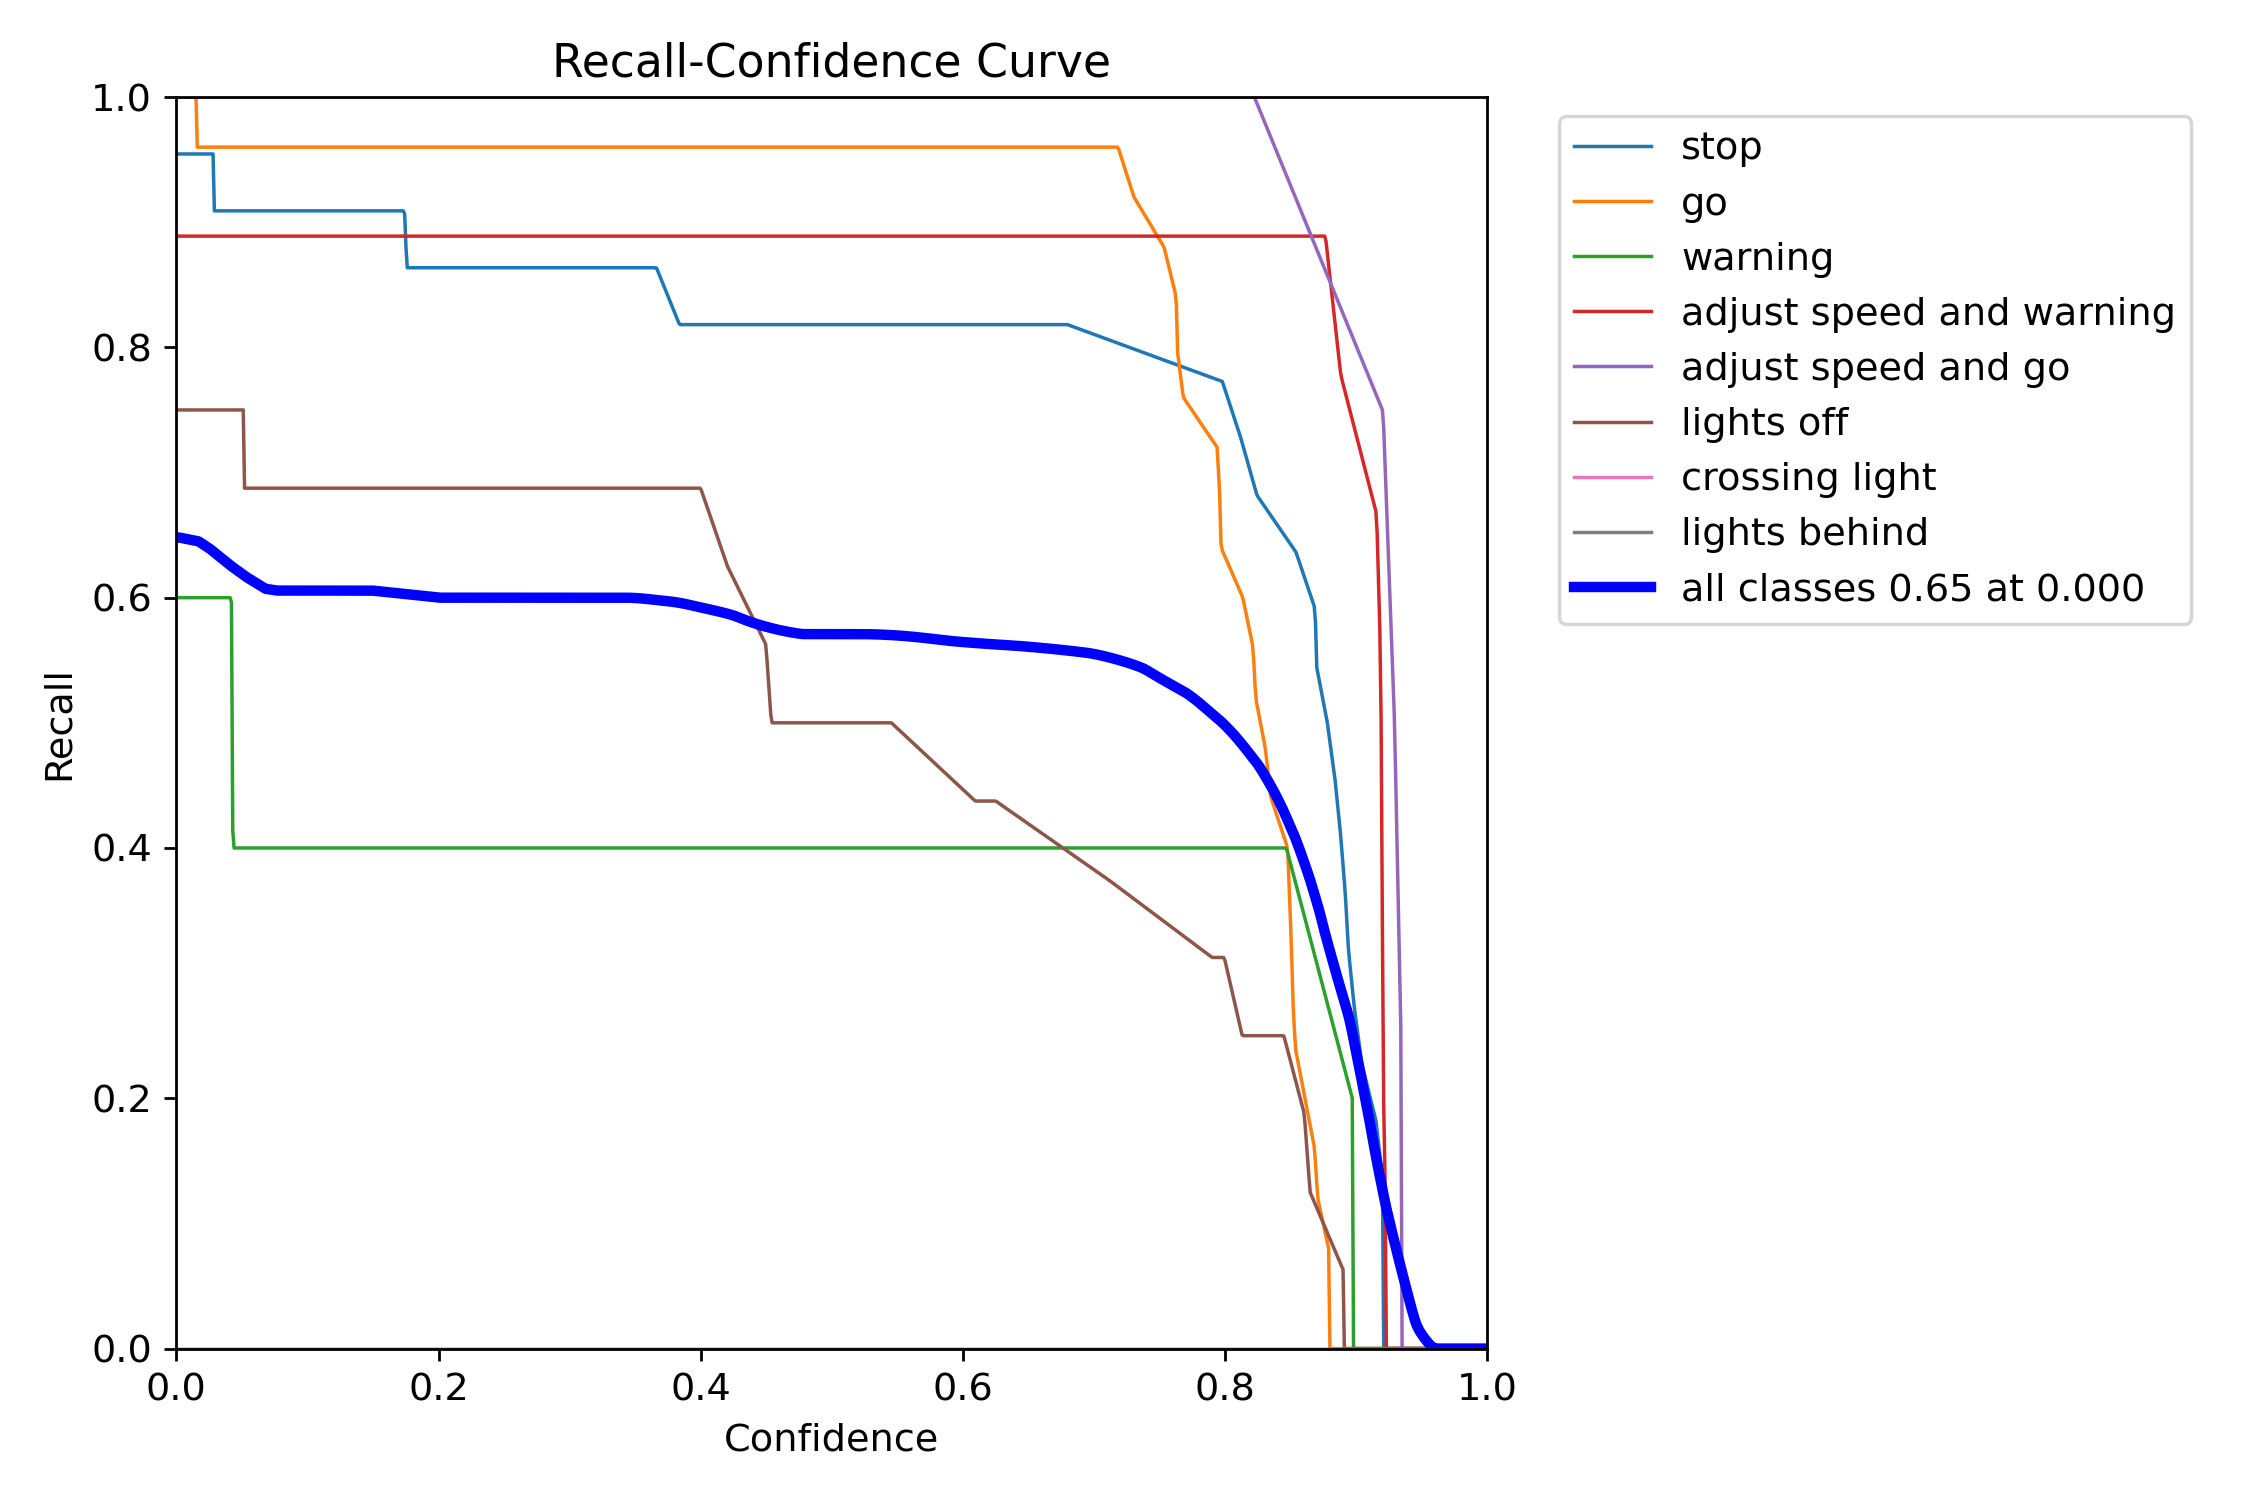 Recall-Confidence Curve
1.0
0.8
0.6
0.4
0.2
0.0
Recall
0.0 0.2 0.4 0.6 0.8 1.0
Confidence
stop
go
warning
adjust speed and warning
adjust speed and go
lights off
crossing light
lights behind
all classes 0.65 at 0.000